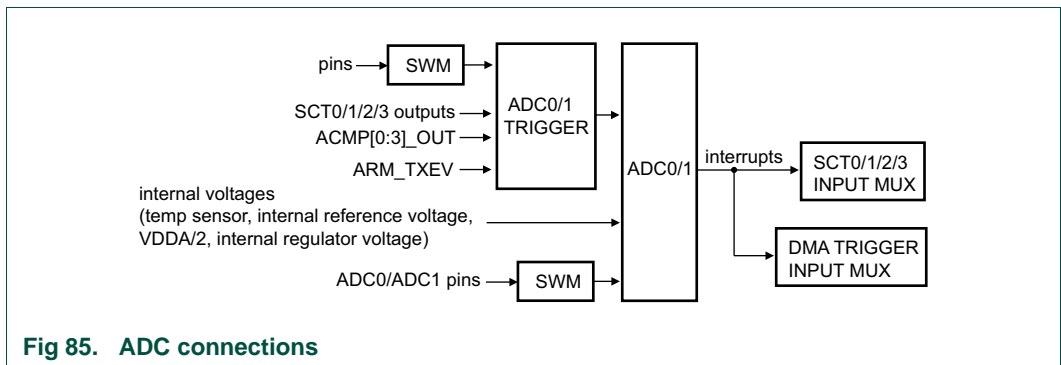 pins
SWM
SCT0/1/2/3 outputs
ACMP[0:3]_OUT
ARM_TXEV
ADC0/1
TRIGGER
internal voltages
(temp sensor, internal reference voltage,
VDDA/2, internal regulator voltage)
ADC0/ADC1 pins
SWM
ADC0/1
interrupts
SCT0/1/2/3
INPUT MUX
DMA TRIGGER
INPUT MUX
Fig 85. ADC connections